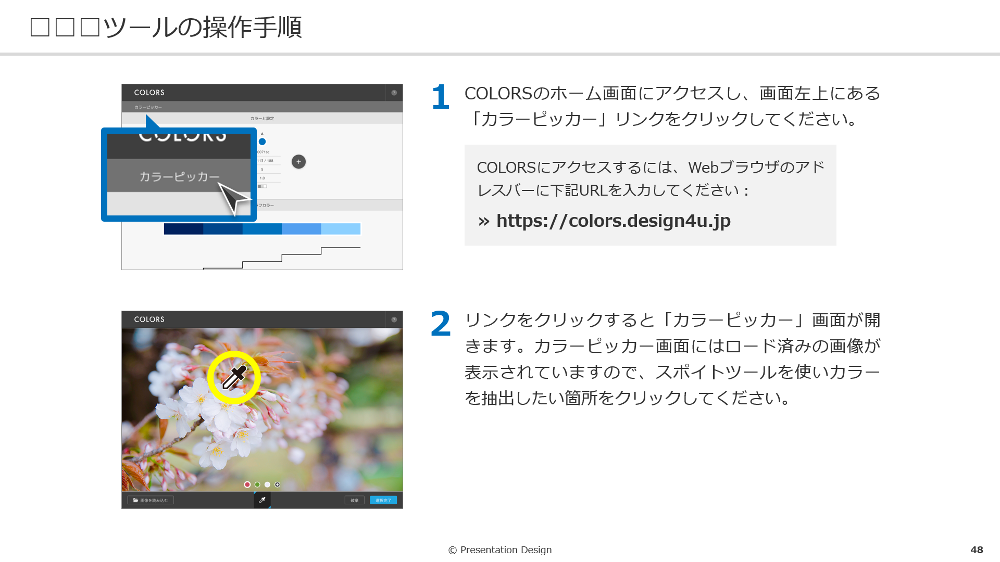 □□□ツールの操作手順
COLORS
?
カラーピッカー
カラーと設定
COLORS
カラーピッカー
A
0071bc
113 / 188
5
1.0
+
フカラー
1
COLORSのホーム画面にアクセスし、画面左上にある
「カラーピッカー」リンクをクリックしてください。
COLORSにアクセスするには、Webブラウザのアド
レスバーに下記URLを入力してください：
» https://colors.design4u.jp
COLORS
?
画像を読み込む
破棄
選択完了
2
リンクをクリックすると「カラーピッカー」画面が開
きます。カラーピッカー画面にはロード済みの画像が
表示されていますので、スポイトツールを使いカラー
を抽出したい箇所をクリックしてください。
© Presentation Design
48